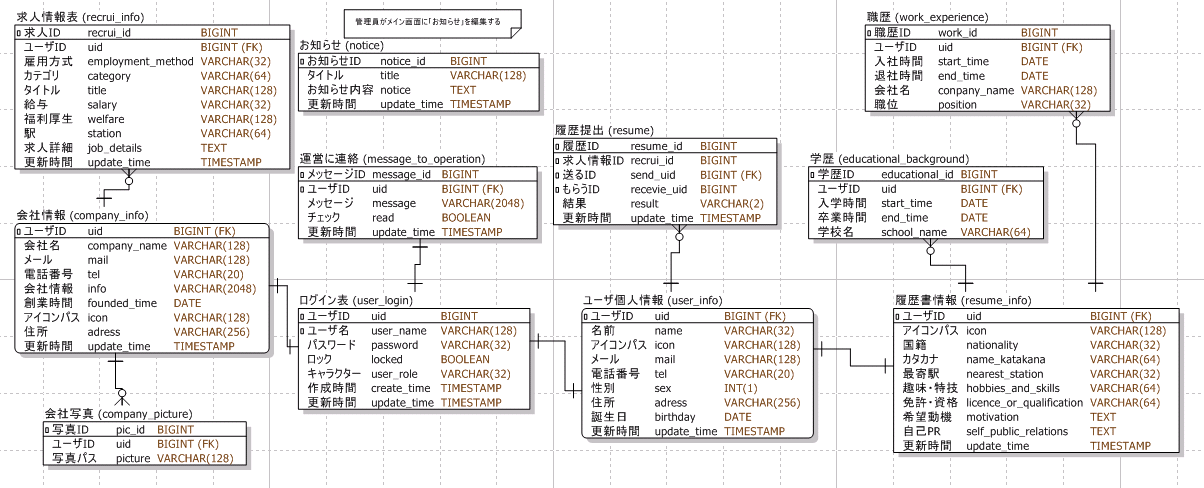 求人情報表 (recrui_info)
求人ID recrui_id BIGINT
ユーザID uid BIGINT (FK)
雇用方式 employment_method VARCHAR(32)
カテゴリ category VARCHAR(64)
タイトル title VARCHAR(128)
給与 salary VARCHAR(32)
福利厚生 welfare VARCHAR(128)
駅 station VARCHAR(64)
求人詳細 job_details TEXT
更新時間 update_time TIMESTAMP
管理員がメイン画面に「お知らせ」を編集する
お知らせ (notice)
お知らせID notice_id BIGINT
タイトル title VARCHAR(128)
お知らせ内容 notice TEXT
更新時間 update_time TIMESTAMP
職歴 (work_experience)
職歴ID work_id BIGINT
ユーザID uid BIGINT (FK)
入社時間 start_time DATE
退社時間 end_time DATE
会社名 conpany_name VARCHAR(128)
職位 position VARCHAR(32)
運営に連絡 (message_to_operation)
メッセージID message_id BIGINT
ユーザID uid BIGINT (FK)
メッセージ message VARCHAR(2048)
チェック read BOOLEAN
更新時間 update_time TIMESTAMP
履歴提出 (resume)
履歴ID resume_id BIGINT
求人情報ID recrui_id BIGINT
送るID send_uid BIGINT (FK)
もらうID recevie_uid BIGINT
結果 result VARCHAR(2)
更新時間 update_time TIMESTAMP
学歴 (educational_background)
学歴ID educational_id BIGINT
ユーザID uid BIGINT (FK)
入学時間 start_time DATE
卒業時間 end_time DATE
学校名 school_name VARCHAR(64)
会社情報 (company_info)
ユーザID uid BIGINT (FK)
会社名 company_name VARCHAR(128)
メール mail VARCHAR(128)
電話番号 tel VARCHAR(20)
会社情報 info VARCHAR(2048)
創業時間 founded_time DATE
アイコンパス icon VARCHAR(128)
住所 adress VARCHAR(256)
更新時間 update_time TIMESTAMP
ログイン表 (user_login)
ユーザID uid BIGINT
ユーザ名 user_name VARCHAR(128)
パスワード password VARCHAR(32)
ロック locked BOOLEAN
キャラクター user_role VARCHAR(32)
作成時間 create_time TIMESTAMP
更新時間 update_time TIMESTAMP
ユーザ個人情報 (user_info)
ユーザID uid BIGINT (FK)
名前 name VARCHAR(32)
アイコンパス icon VARCHAR(128)
メール mail VARCHAR(128)
電話番号 tel VARCHAR(20)
性別 sex INT(1)
住所 adress VARCHAR(256)
誕生日 birthday DATE
更新時間 update_time TIMESTAMP
履歴書情報 (resume_info)
ユーザID uid BIGINT (FK)
アイコンパス icon VARCHAR(128)
国籍 nationality VARCHAR(32)
カタカナ name_katakana VARCHAR(64)
最寄駅 nearest_station VARCHAR(32)
趣味・特技 hobbies_and_skills VARCHAR(64)
免許・資格 licence_or_qualification VARCHAR(64)
希望動機 motivation TEXT
自己PR self_public_relations TEXT
更新時間 update_time TIMESTAMP
会社写真 (company_picture)
写真ID pic_id BIGINT
ユーザID uid BIGINT (FK)
写真パス picture VARCHAR(128)